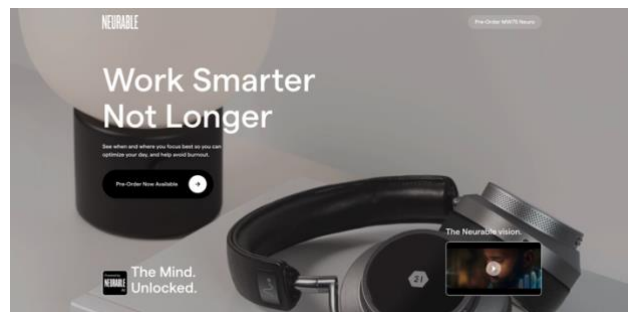 NEURABLE
Pre-Order MW75 Neuro
Work Smarter
Not Longer
See when and where you focus best so you can
optimize your day, and help avoid burnout.
Pre-Order Now Available
The Neurable vision.
NEURABLE
The Mind.
Unlocked.